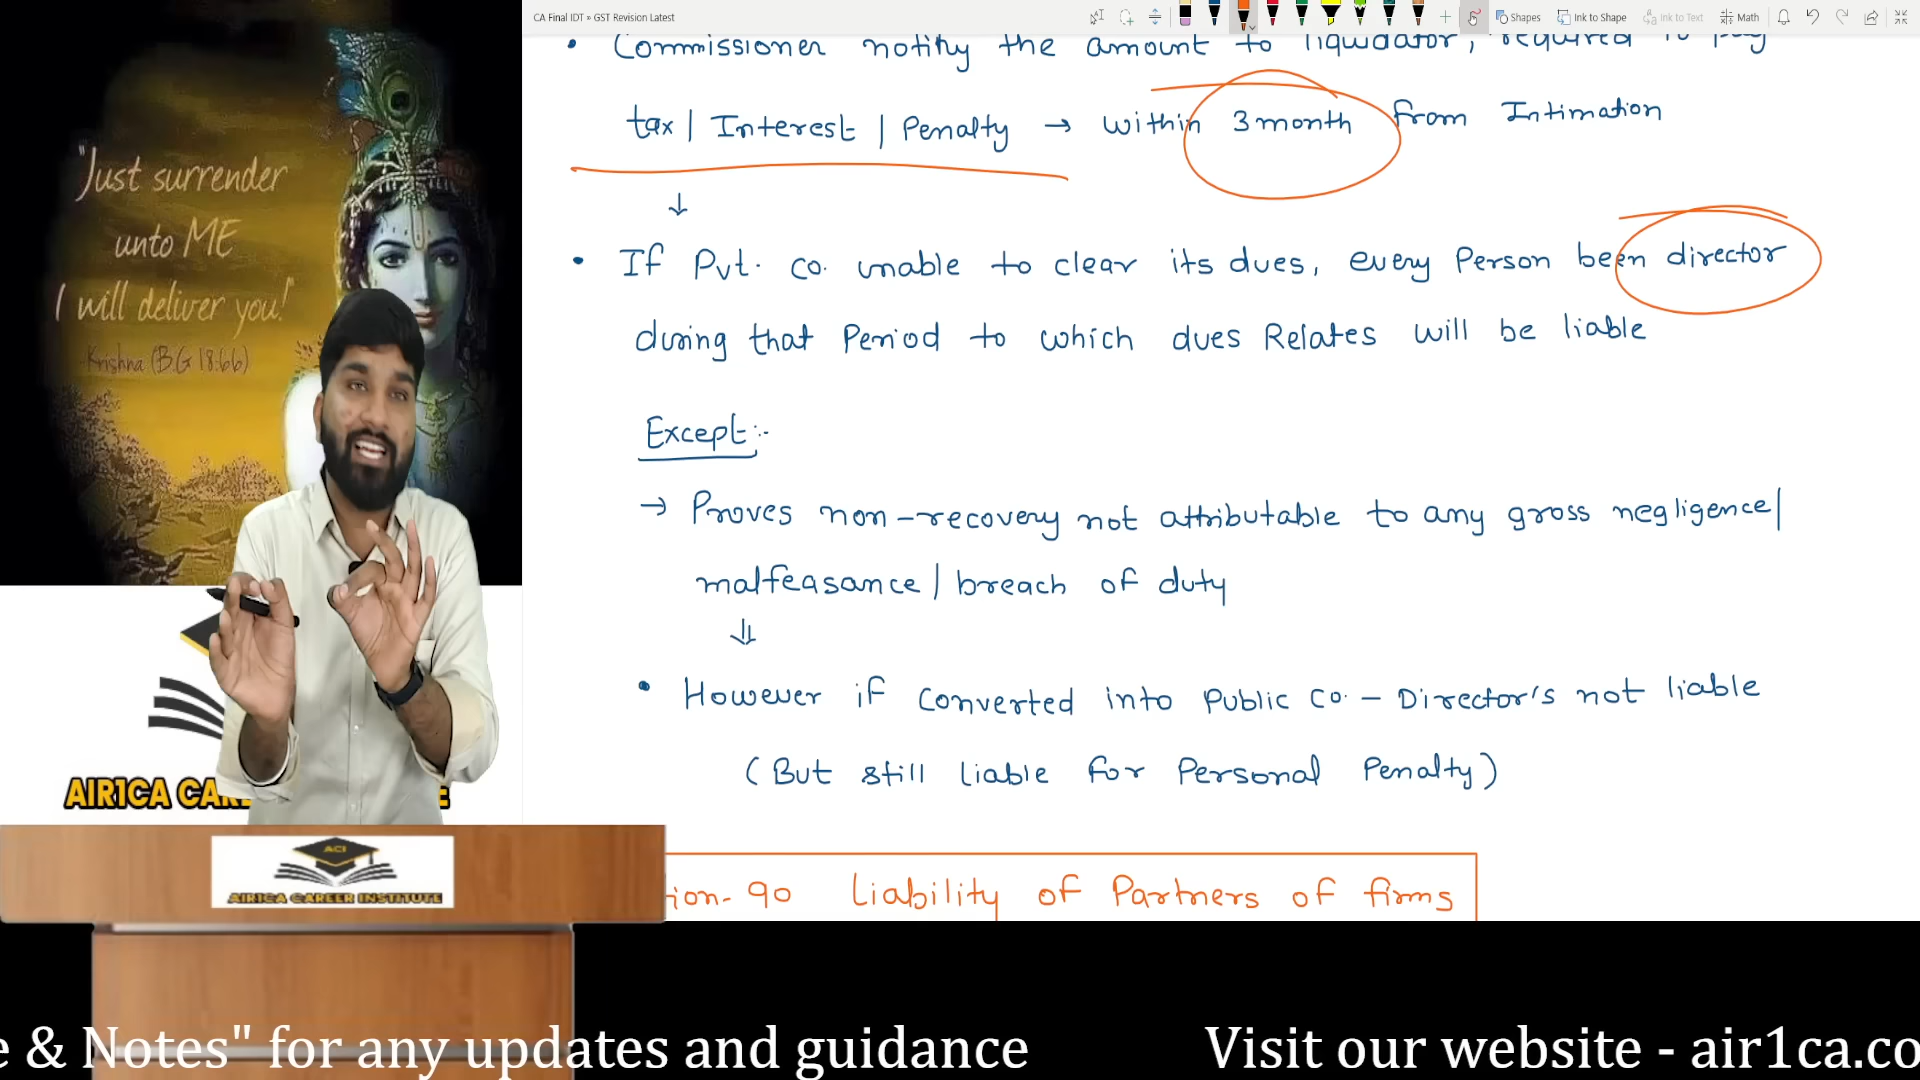 CA Final IDT » GST Revision Latest
Shapes
Ink to Shape
Ink to Text
Math
• Commissioner notify the amount to liquidator, required to pay
tax | Interest | Penalty → within 3 month from Intimation
↓
• If Pvt. co. unable to clear its dues, every Person been director
during that Period to which dues Relates will be liable
Except :-
→ Proves non-recovery not attributable to any gross negligence |
malfeasance | breach of duty
⇓
• However if converted into Public Co. - Director's not liable
(But still liable for Personal Penalty)
ion-90 Liability of Partners of firms
"Just surrender
unto ME
I will deliver you!"
- Krishna (B.G 18:66)
AIR1CA CAR
E
ACI
AIR1CA CAREER INSTITUTE
e & Notes" for any updates and guidance
Visit our website - air1ca.co